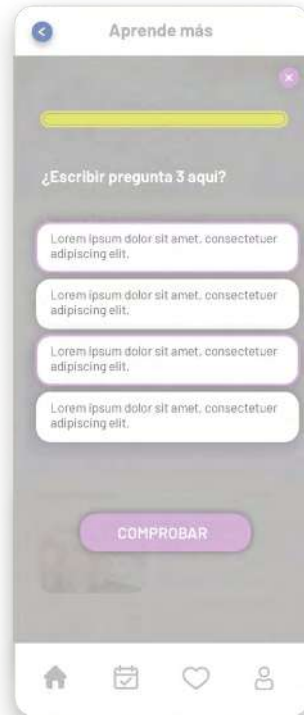 Aprende más
¿Escribir pregunta 3 aquí?
Lorem ipsum dolor sit amet, consectetuer
adipiscing elit,
Lorem ipsum dolor sit amet, consectetuer
adipiscing elit,
Lorem ipsum dolor sit amet, consectetuer
adipiscing elit,
Lorem ipsum dolor sit amet, consectetuer
adipiscing elit,
COMPROBAR